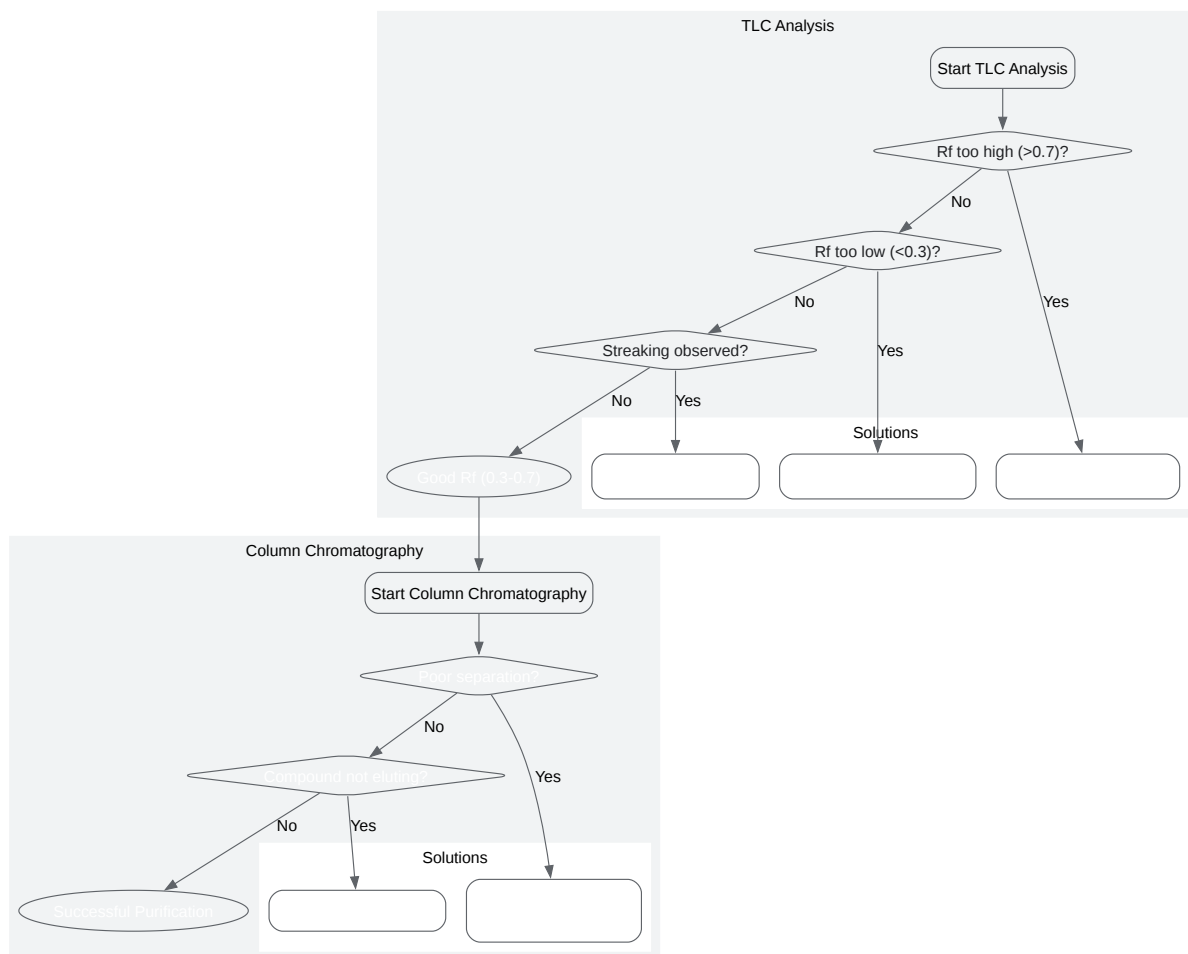 TLC Analysis
Start TLC Analysis
Rf too high (>0.7)?
No
Rf too low (<0.3)?
No
Yes
Streaking observed?
Yes
No
Yes
Solutions
Good Rf (0.3-0.7)
Column Chromatography
Start Column Chromatography
Poor separation?
No
Compound not eluting?
Yes
No
Yes
Solutions
Successful Purification